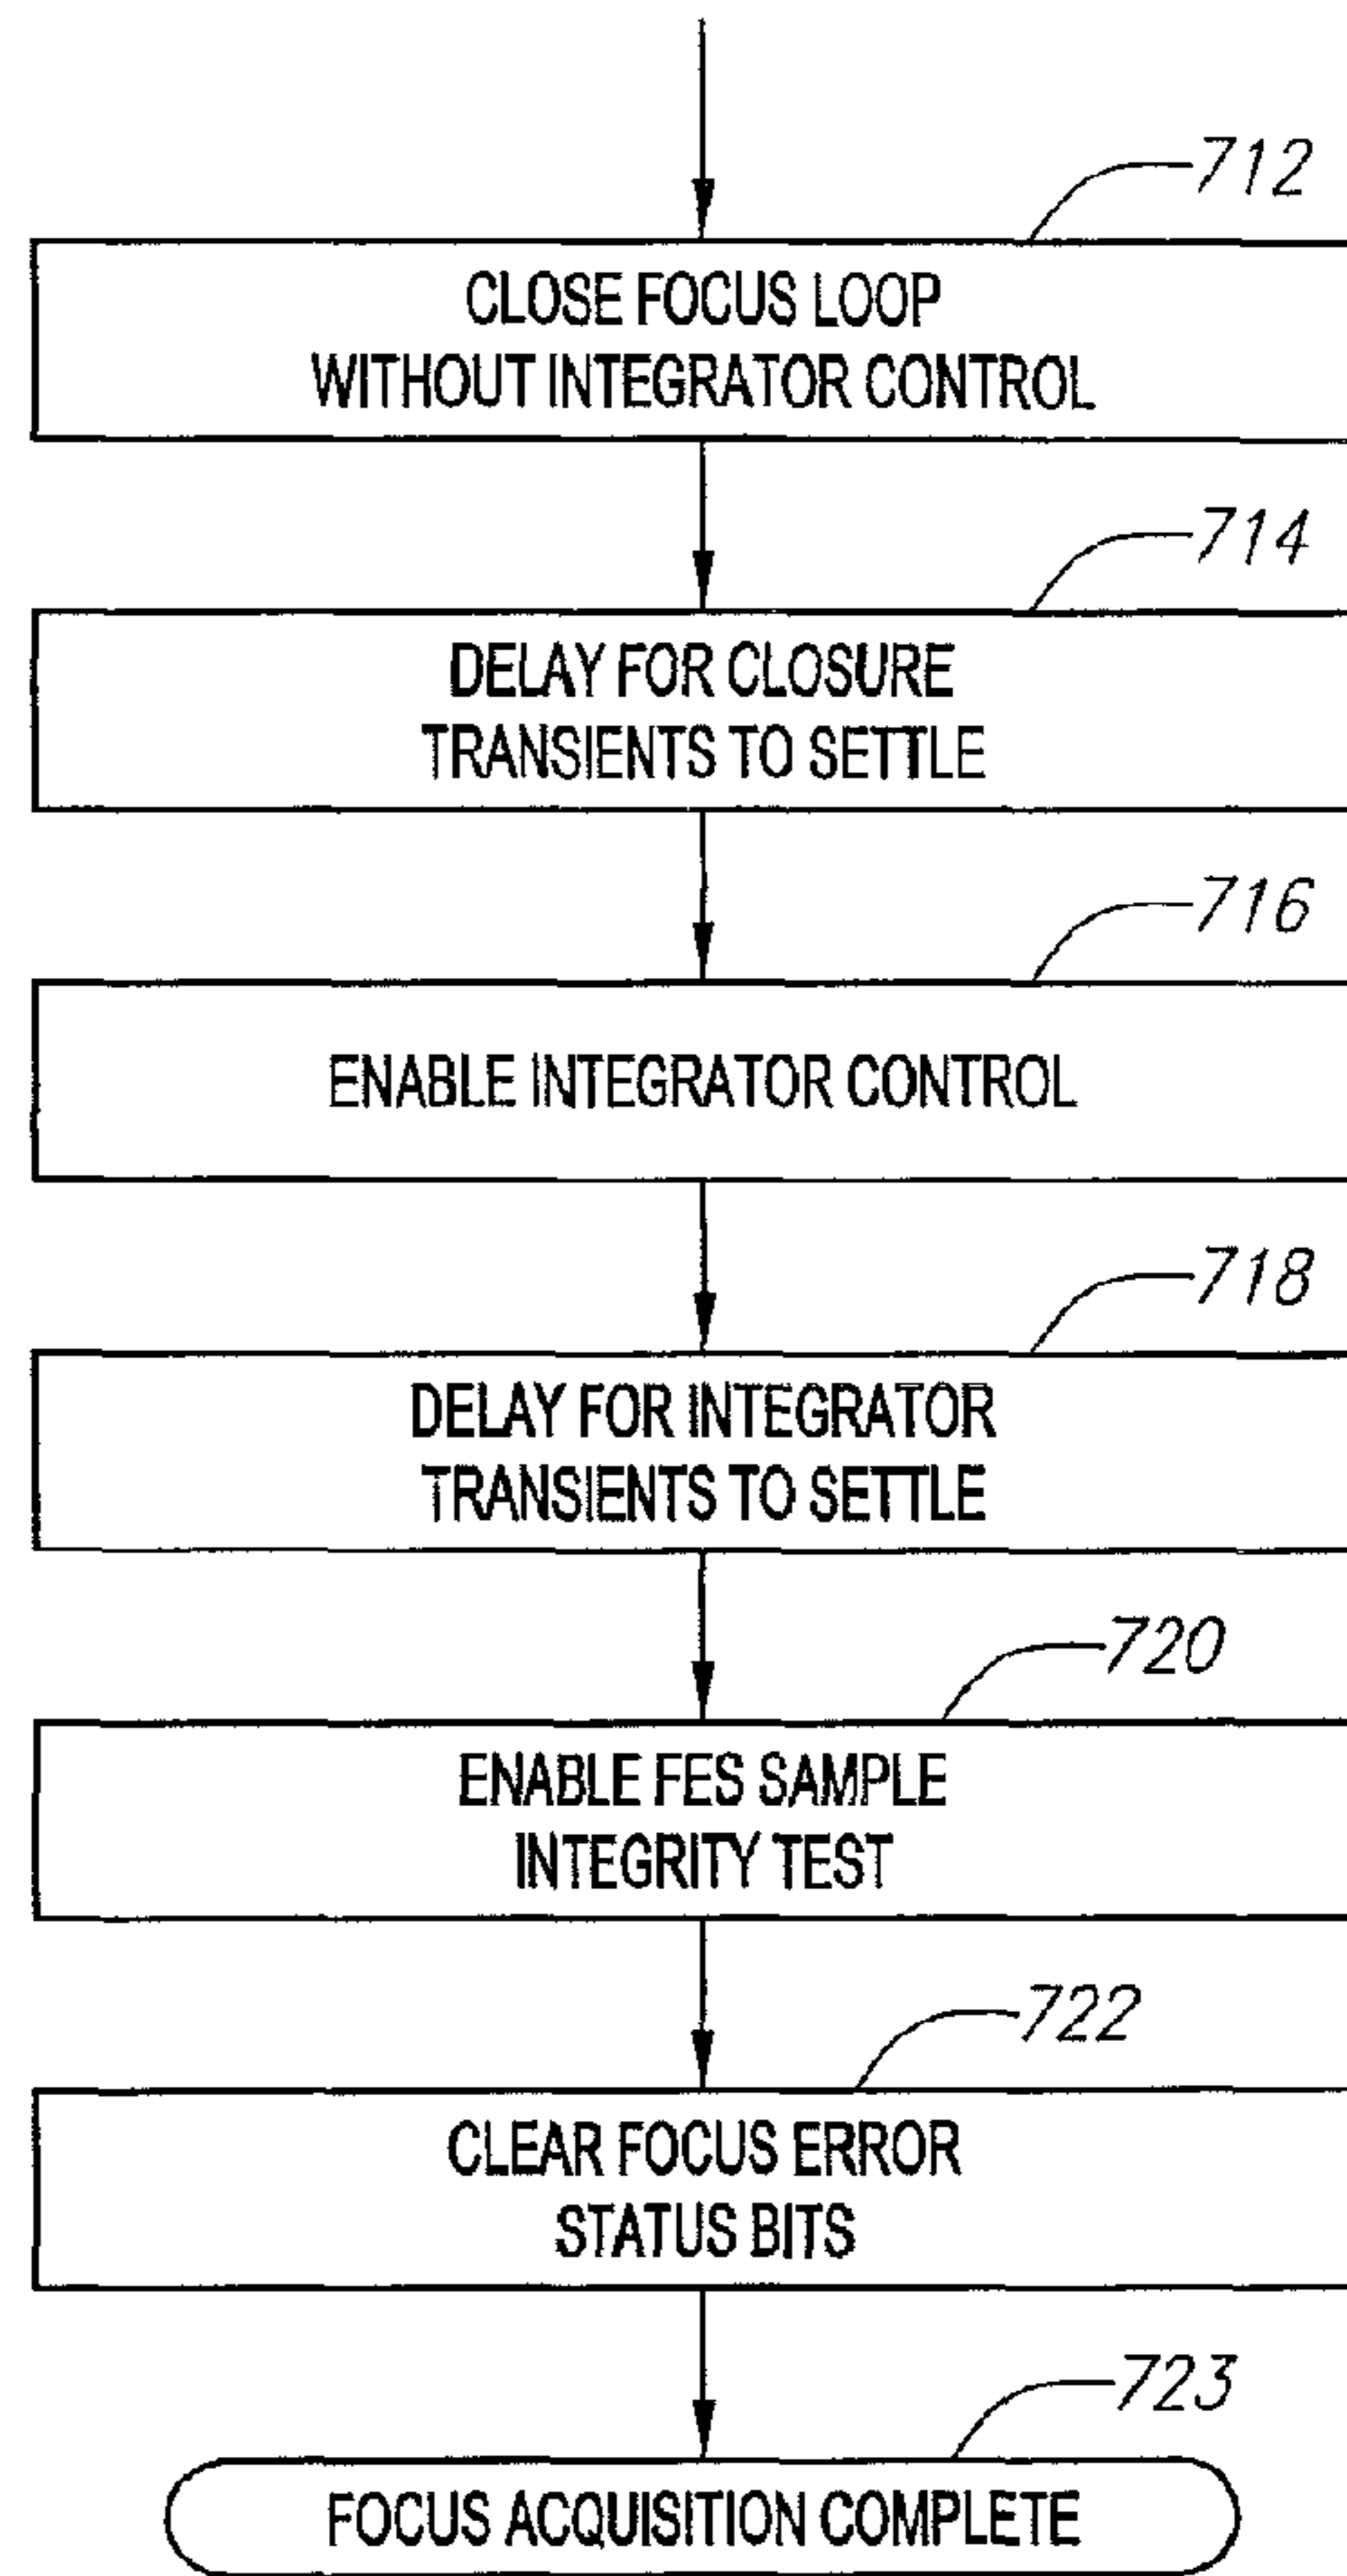 712
CLOSE FOCUS LOOP
WITHOUT INTEGRATOR CONTROL
714
DELAY FOR CLOSURE
TRANSIENTS TO SETTLE
716
ENABLE INTEGRATOR CONTROL
718
DELAY FOR INTEGRATOR
TRANSIENTS TO SETTLE
720
ENABLE FES SAMPLE
INTEGRITY TEST
722
CLEAR FOCUS ERROR
STATUS BITS
723
FOCUS ACQUISITION COMPLETE